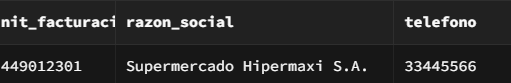 nit_facturaci razon_social telefono
449012301 Supermercado Hipermaxi S.A. 33445566